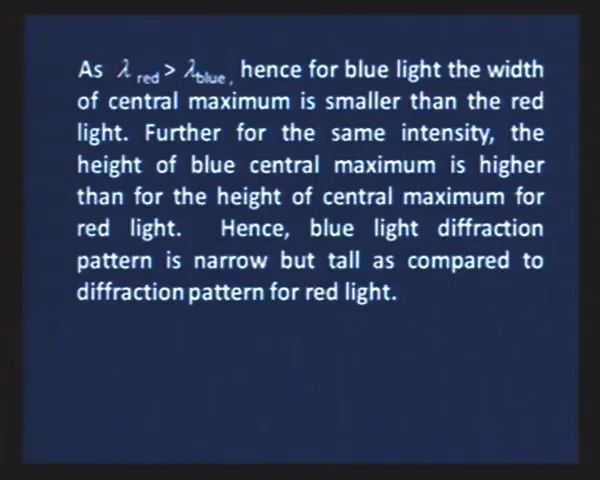 As λ red > λ blue, hence for blue light the width
of central maximum is smaller than the red
light. Further for the same intensity, the
height of blue central maximum is higher
than for the height of central maximum for
red light. Hence, blue light diffraction
pattern is narrow but tall as compared to
diffraction pattern for red light.